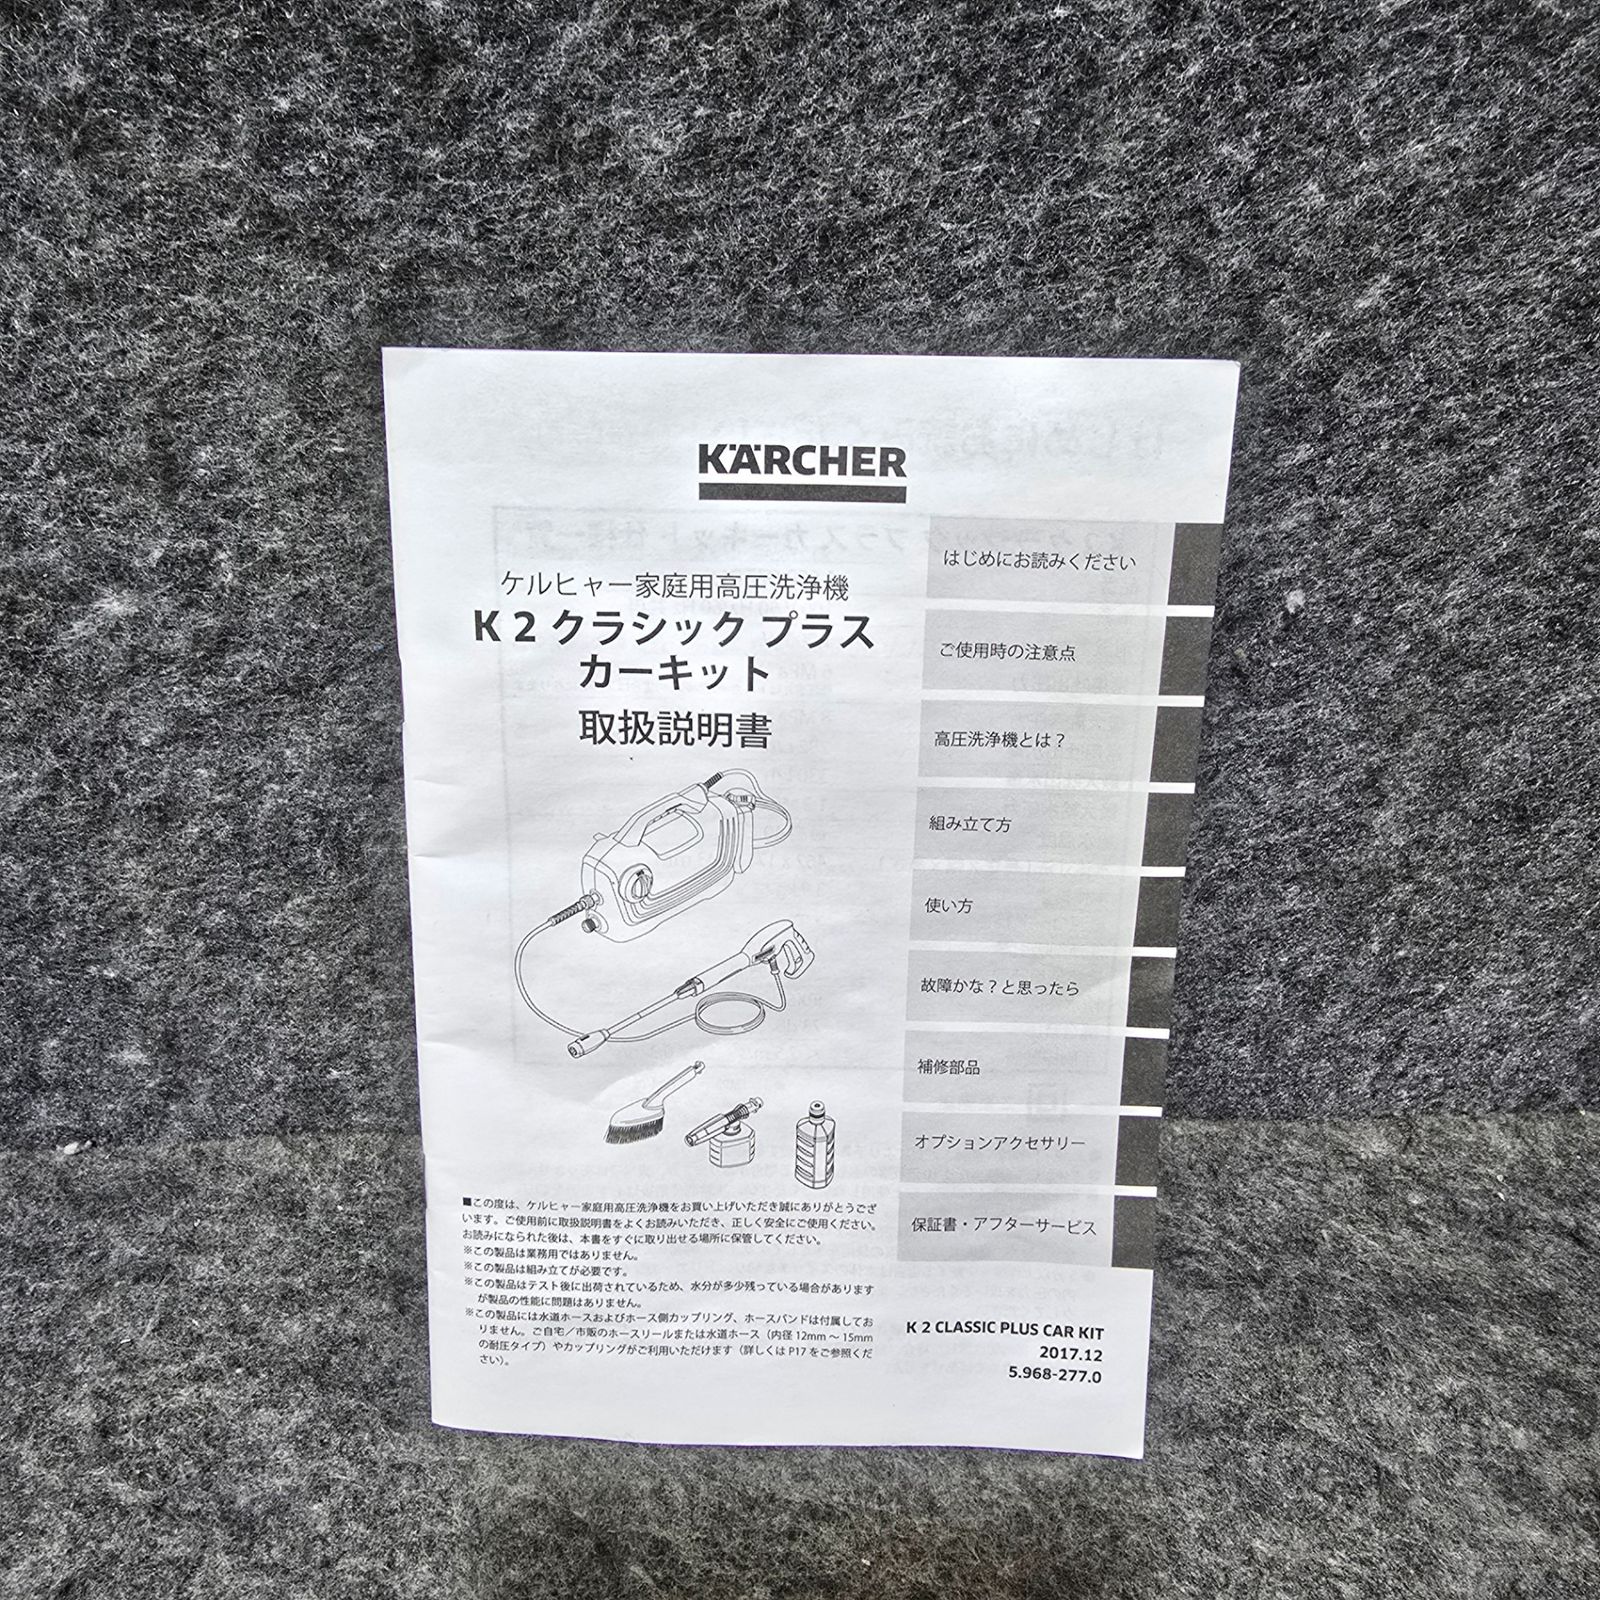 KÄRCHER
ケルヒャー家庭用高圧洗浄機
K 2 クラシック プラス
カーキット
取扱説明書
はじめにお読みください
ご使用時の注意点
高圧洗浄機とは？
組み立て方
使い方
故障かな？と思ったら
補修部品
オプションアクセサリー
保証書・アフターサービス
■この度は、ケルヒャー家庭用高圧洗浄機をお買い上げいただき誠にありがとうござ
います。ご使用前に取扱説明書をよくお読みいただき、正しく安全にご使用ください。
お読みになられた後は、本書をすぐに取り出せる場所に保管してください。
※この製品は業務用ではありません。
※この製品は組み立てが必要です。
※この製品はテスト後に出荷されているため、水分が多少残っている場合があります
が製品の性能に問題はありません。
※この製品には水道ホースおよびホース側カップリング、ホースバンドは付属してお
りません。ご自宅／市販のホースリールまたは水道ホース（内径 12mm ～ 15mm
の耐圧タイプ）やカップリングがご利用いただけます（詳しくは P17 をご参照くだ
さい）。
K 2 CLASSIC PLUS CAR KIT
2017.12
5.968-277.0